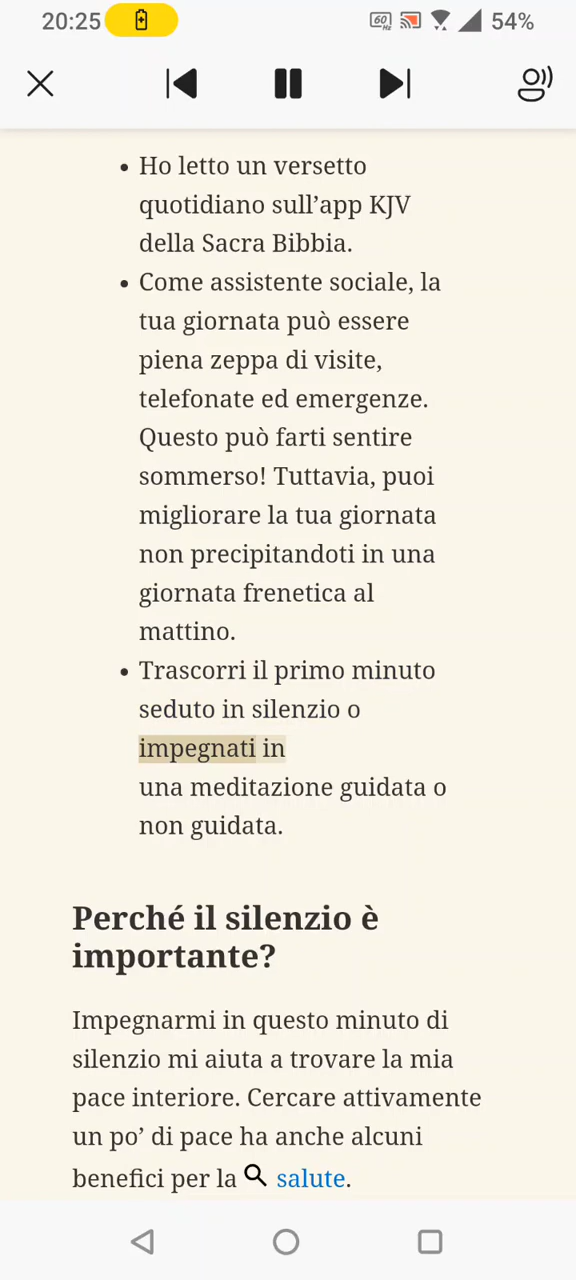 20:25
60 Hz
54%
• Ho letto un versetto
quotidiano sull’app KJV
della Sacra Bibbia.
• Come assistente sociale, la
tua giornata può essere
piena zeppa di visite,
telefonate ed emergenze.
Questo può farti sentire
sommerso! Tuttavia, puoi
migliorare la tua giornata
non precipitandoti in una
giornata frenetica al
mattino.
• Trascorri il primo minuto
seduto in silenzio o
impegnati in
una meditazione guidata o
non guidata.
Perché il silenzio è
importante?
Impegnarmi in questo minuto di
silenzio mi aiuta a trovare la mia
pace interiore. Cercare attivamente
un po’ di pace ha anche alcuni
benefici per la salute.